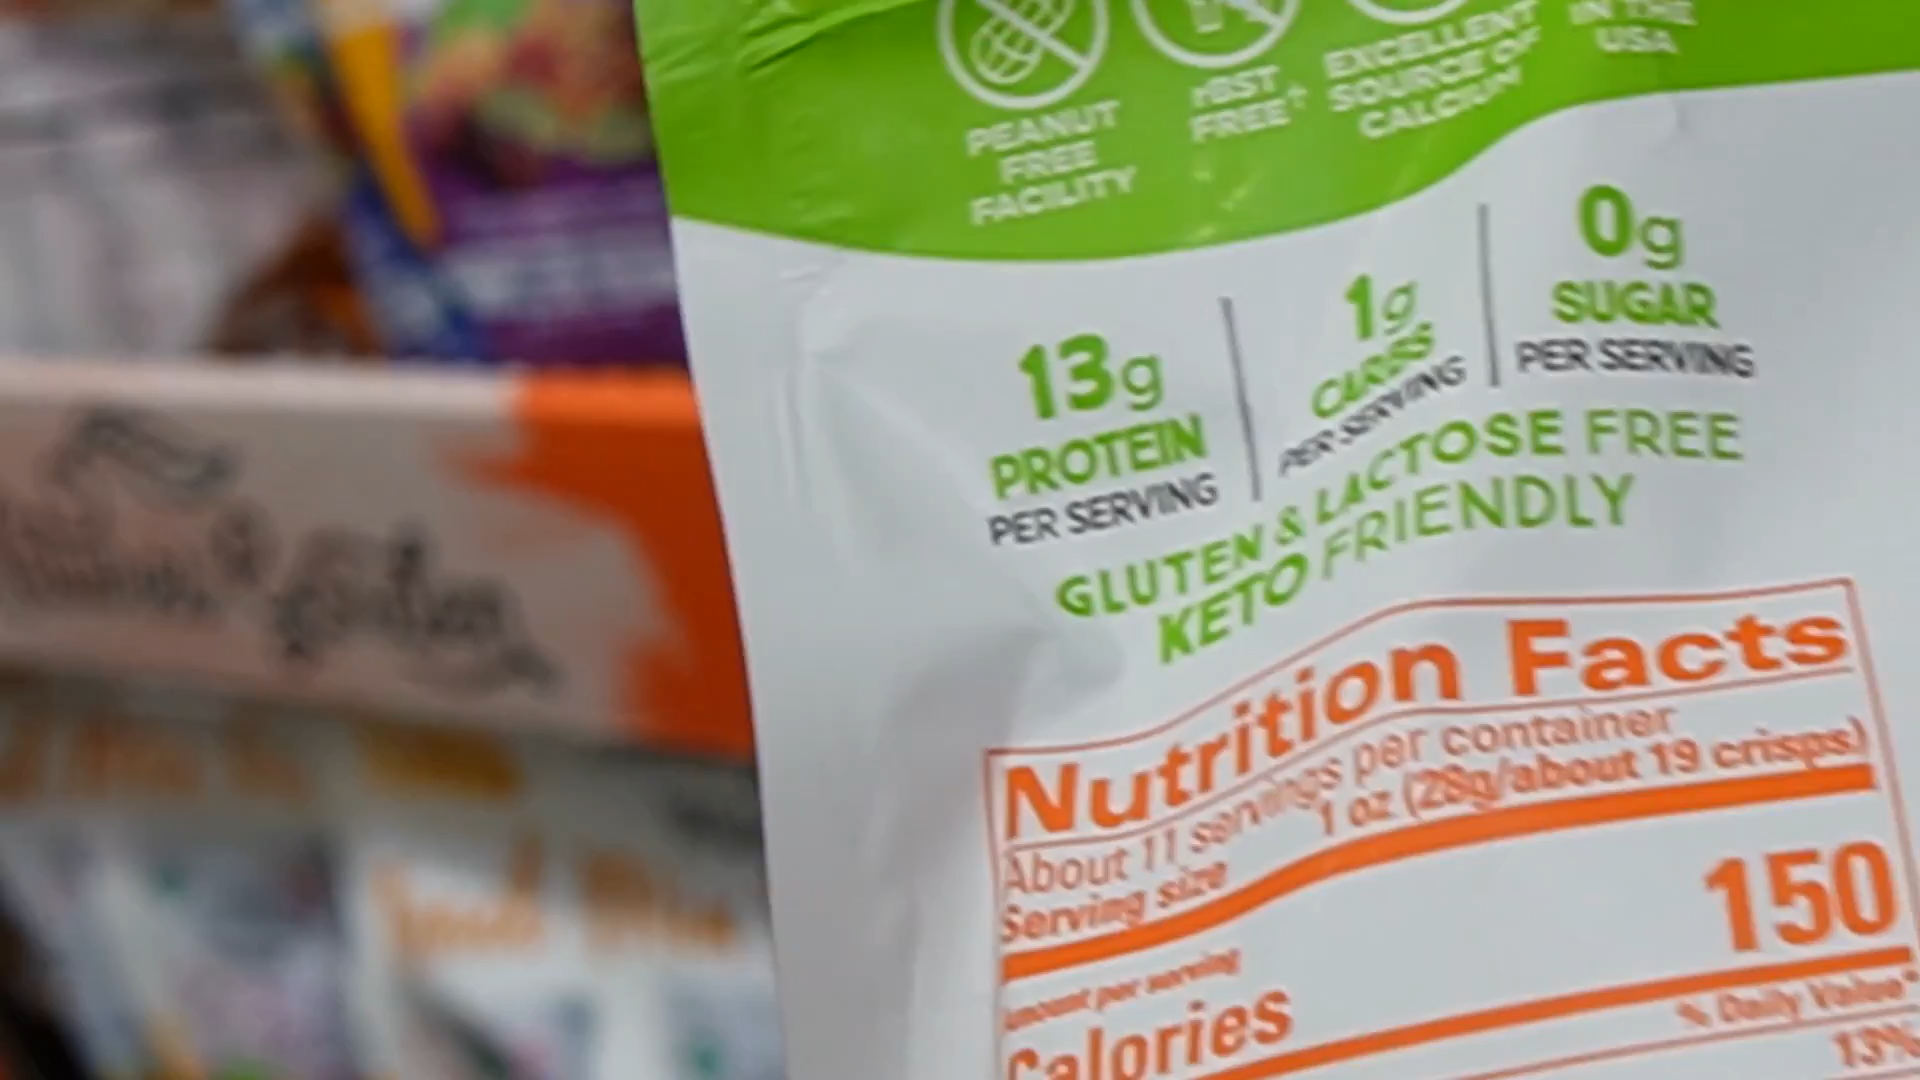 PEANUT
FREE
FACILITY
rBST
FREE†
EXCELLENT
SOURCE OF
CALCIUM
IN THE
USA
13g
PROTEIN
PER SERVING
1g
CARBS
PER SERVING
0g
SUGAR
PER SERVING
GLUTEN & LACTOSE FREE
KETO FRIENDLY
Nutrition Facts
About 11 servings per container
Serving size 1 oz (28g/about 19 crisps)
Amount per serving
Calories 150
% Daily Value*
13%